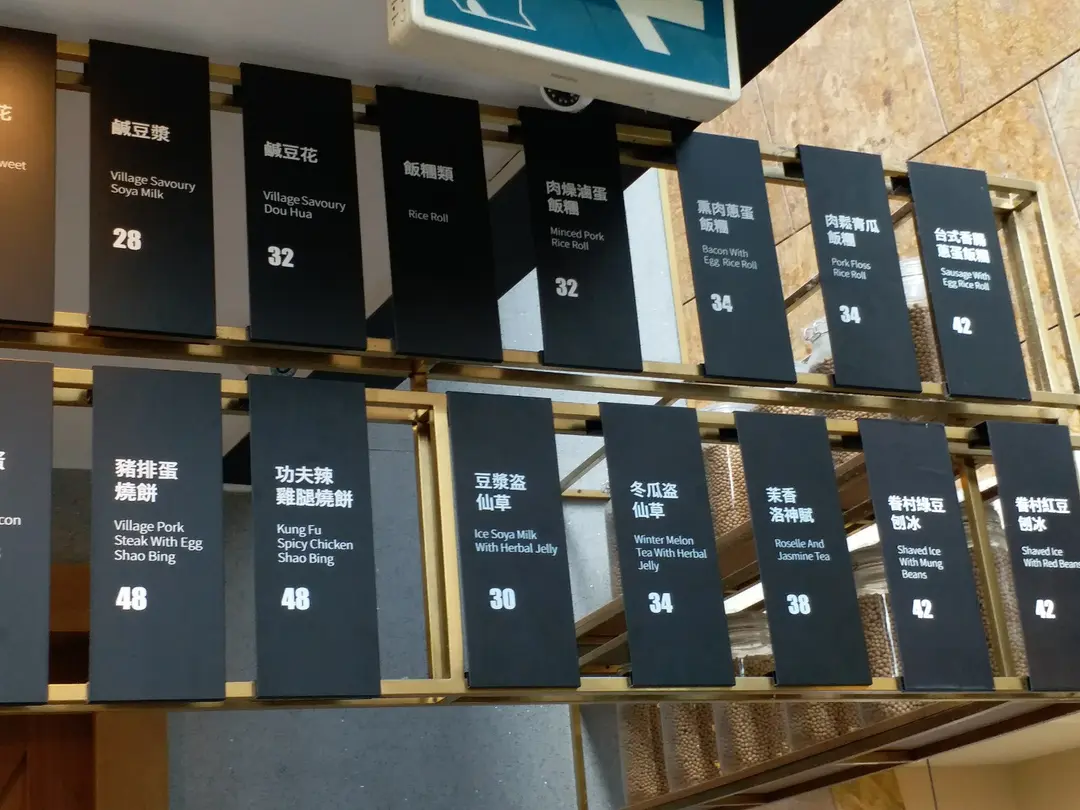 花
weet
鹹豆漿
Village Savoury
Soya Milk
28
鹹豆花
Village Savoury
Dou Hua
32
飯糰類
Rice Roll
肉燥滷蛋
飯糰
Minced Pork
Rice Roll
32
熏肉蔥蛋
飯糰
Bacon With
Egg Rice Roll
34
肉鬆青瓜
飯糰
Pork Floss
Rice Roll
34
台式香腸
蔥蛋飯糰
Sausage With
Egg Rice Roll
42
con
豬排蛋
燒餅
Village Pork
Steak With Egg
Shao Bing
48
功夫辣
雞腿燒餅
Kung Fu
Spicy Chicken
Shao Bing
48
豆漿盗
仙草
Ice Soya Milk
With Herbal Jelly
30
冬瓜盗
仙草
Winter Melon
Tea With Herbal
Jelly
34
茉香
洛神賦
Roselle And
Jasmine Tea
38
眷村綠豆
刨冰
Shaved Ice
With Mung
Beans
42
眷村紅豆
刨冰
Shaved Ice
With Red Beans
42